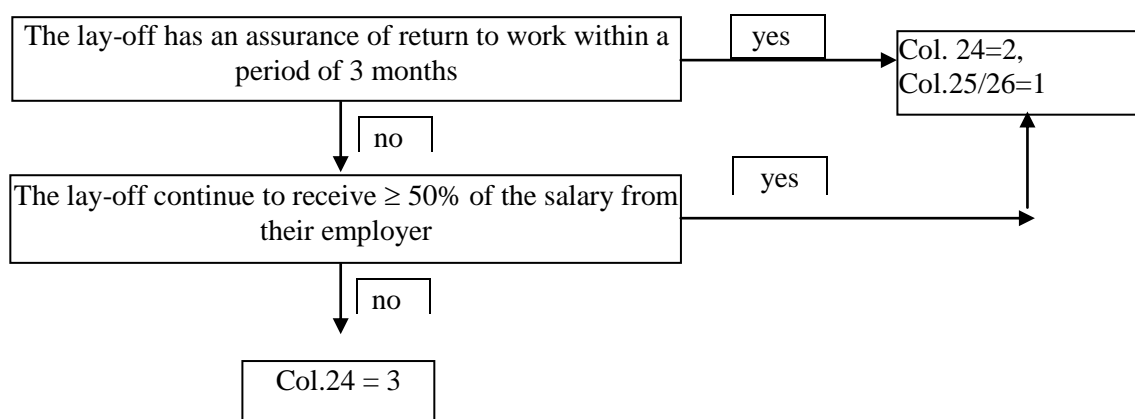 The lay-off has an assurance of return to work within a
period of 3 months
yes
Col. 24=2,
Col.25/26=1
no
The lay-off continue to receive ≥ 50% of the salary from
their employer
yes
no
Col.24 = 3